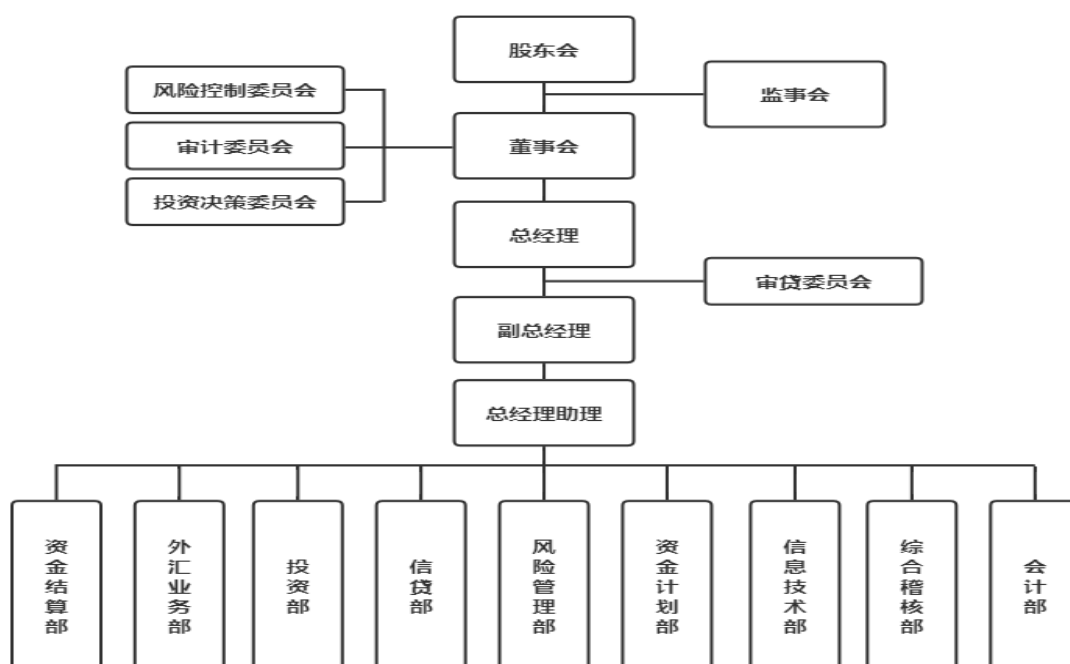 股东会
监事会
风险控制委员会
审计委员会
董事会
投资决策委员会
总经理
审贷委员会
副总经理
总经理助理
资金结算部
外汇业务部
投资部
信贷部
风险管理部
资金计划部
信息技术部
综合稽核部
会计部